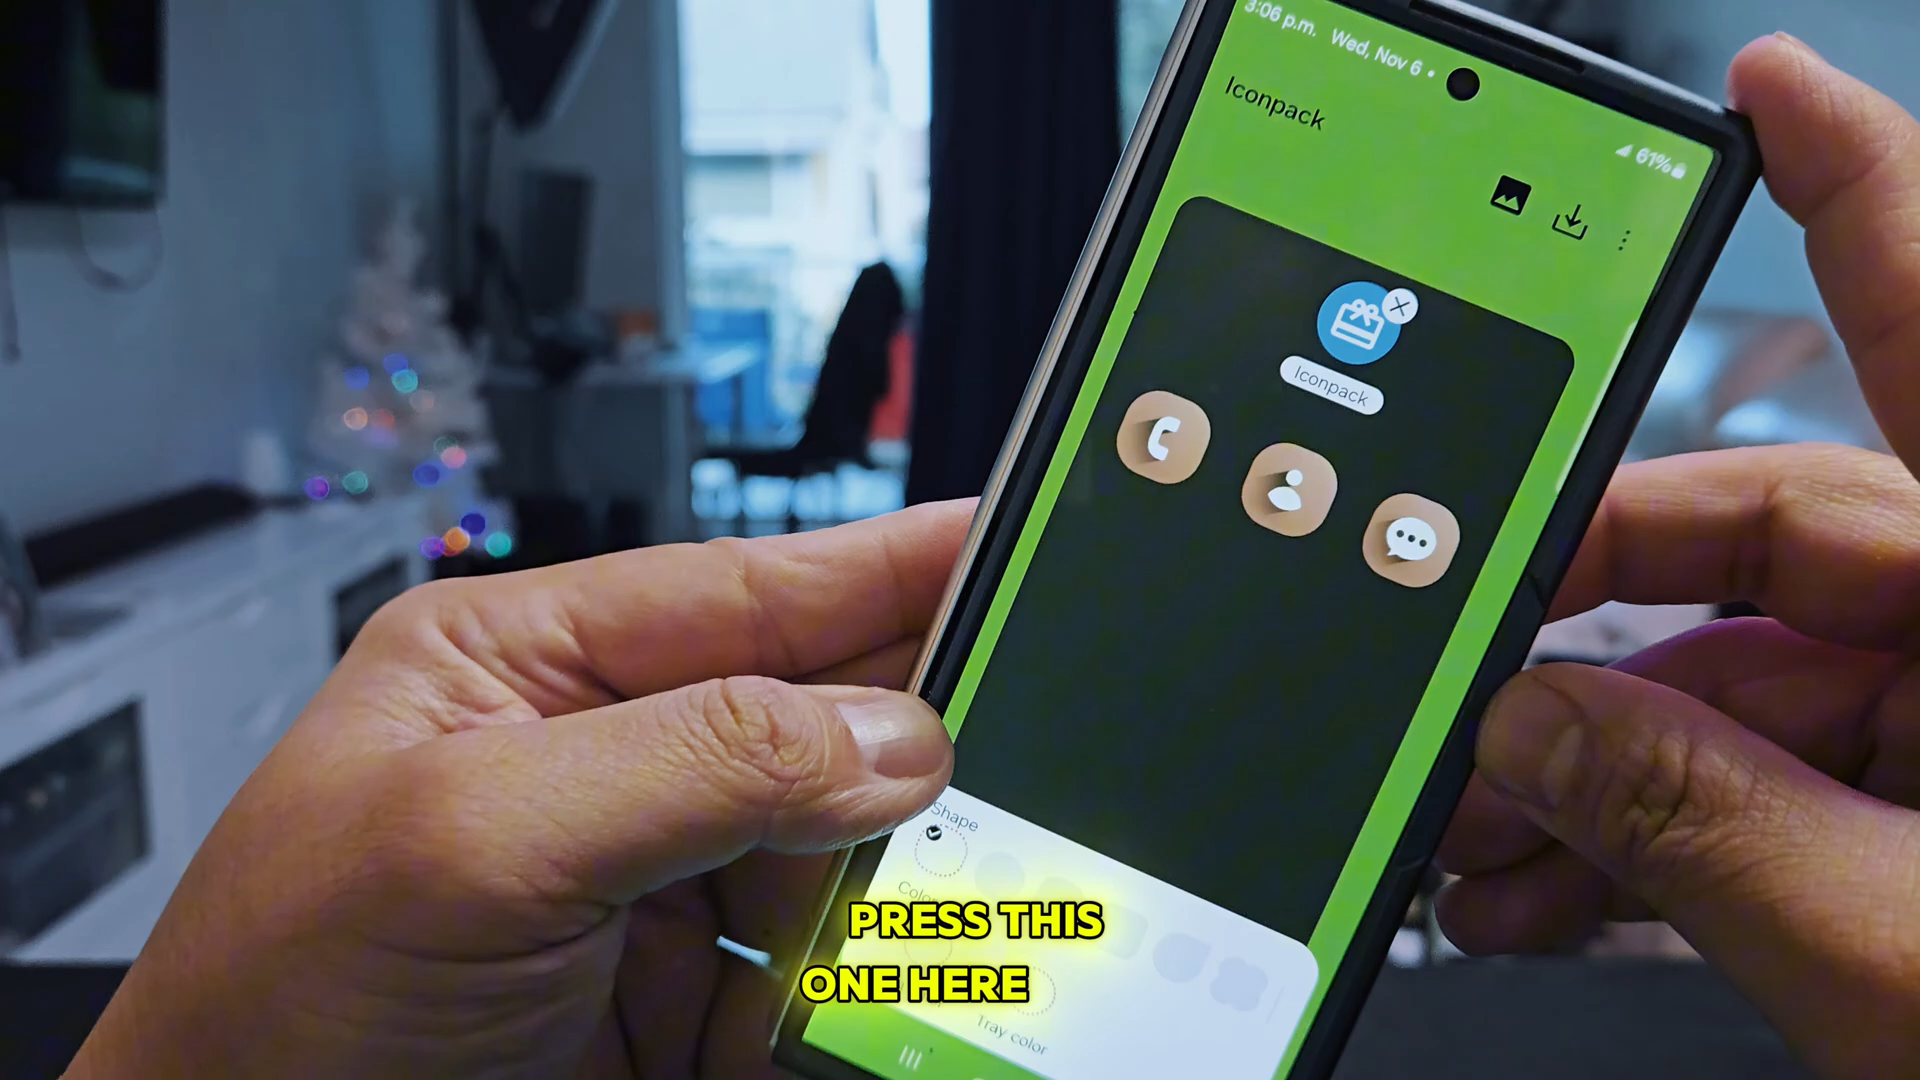 3:06 p.m. Wed, Nov 6 •
61%
Iconpack
Iconpack
Shape
PRESS THIS
ONE HERE
Tray color